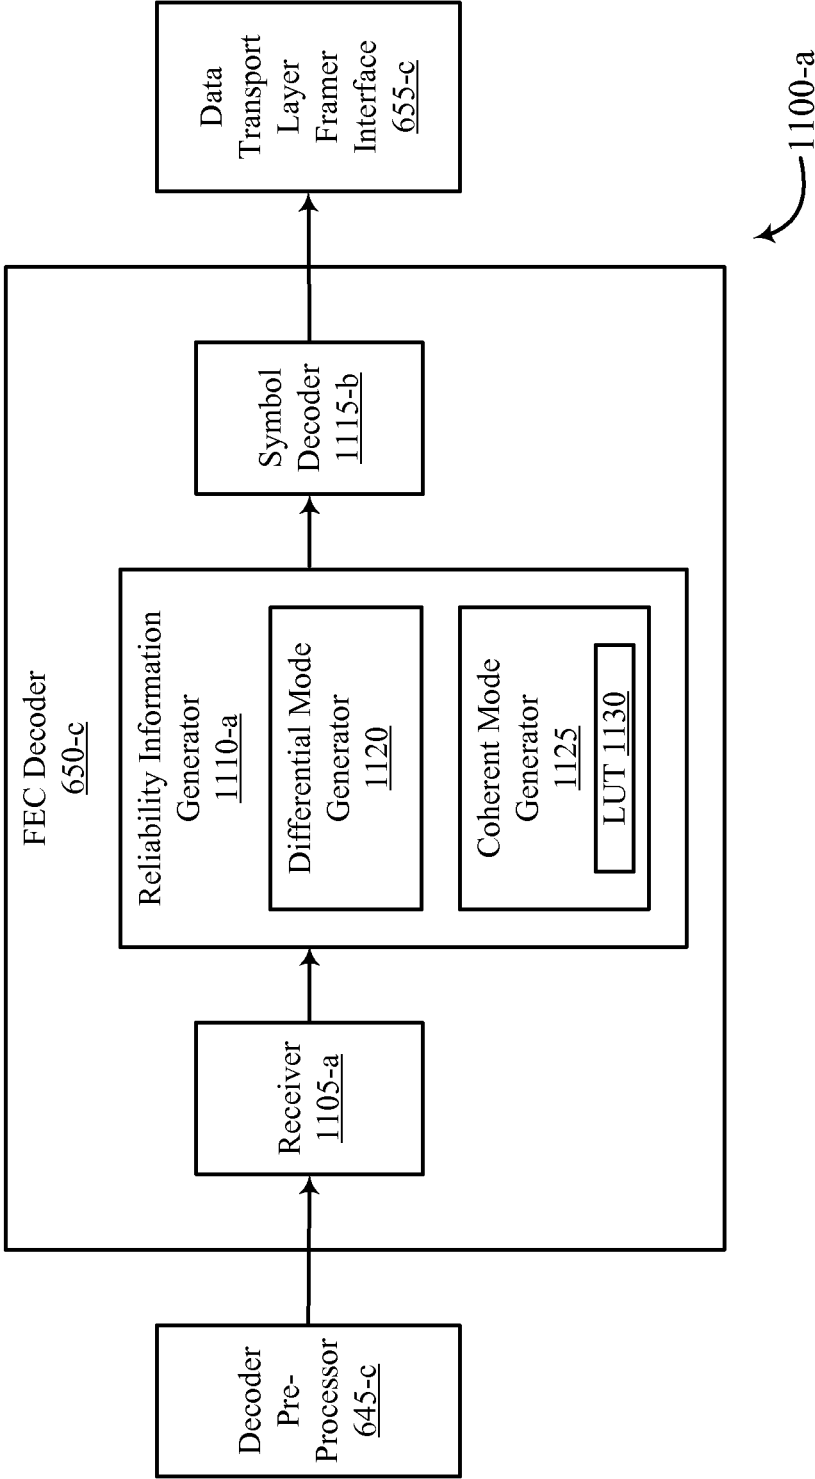 FEC Decoder
650-c
Decoder
Pre-
Processor
645-c
Receiver
1105-a
Reliability Information
Generator
1110-a
Differential Mode
Generator
1120
Coherent Mode
Generator
1125
LUT 1130
Symbol
Decoder
1115-b
Data
Transport
Layer
Framer
Interface
655-c
1100-a